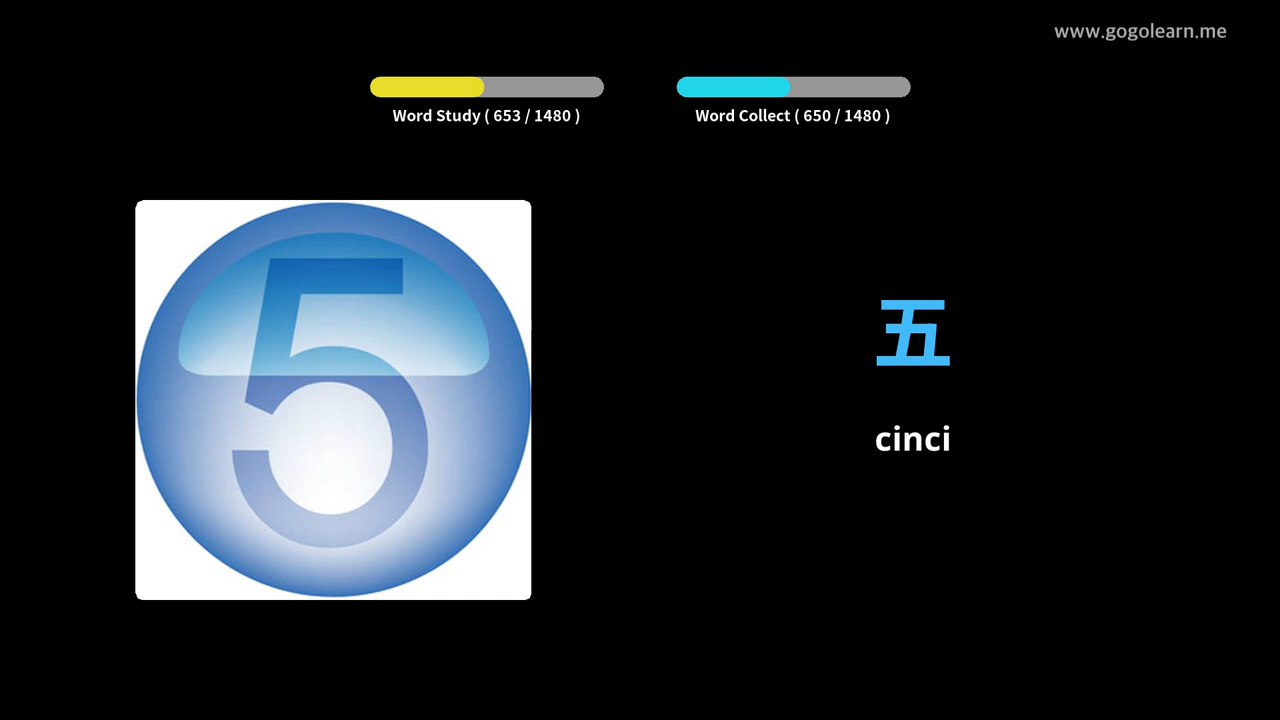 www.gogolearn.me
Word Study ( 653 / 1480 )
Word Collect ( 650 / 1480 )
5
五
cinci